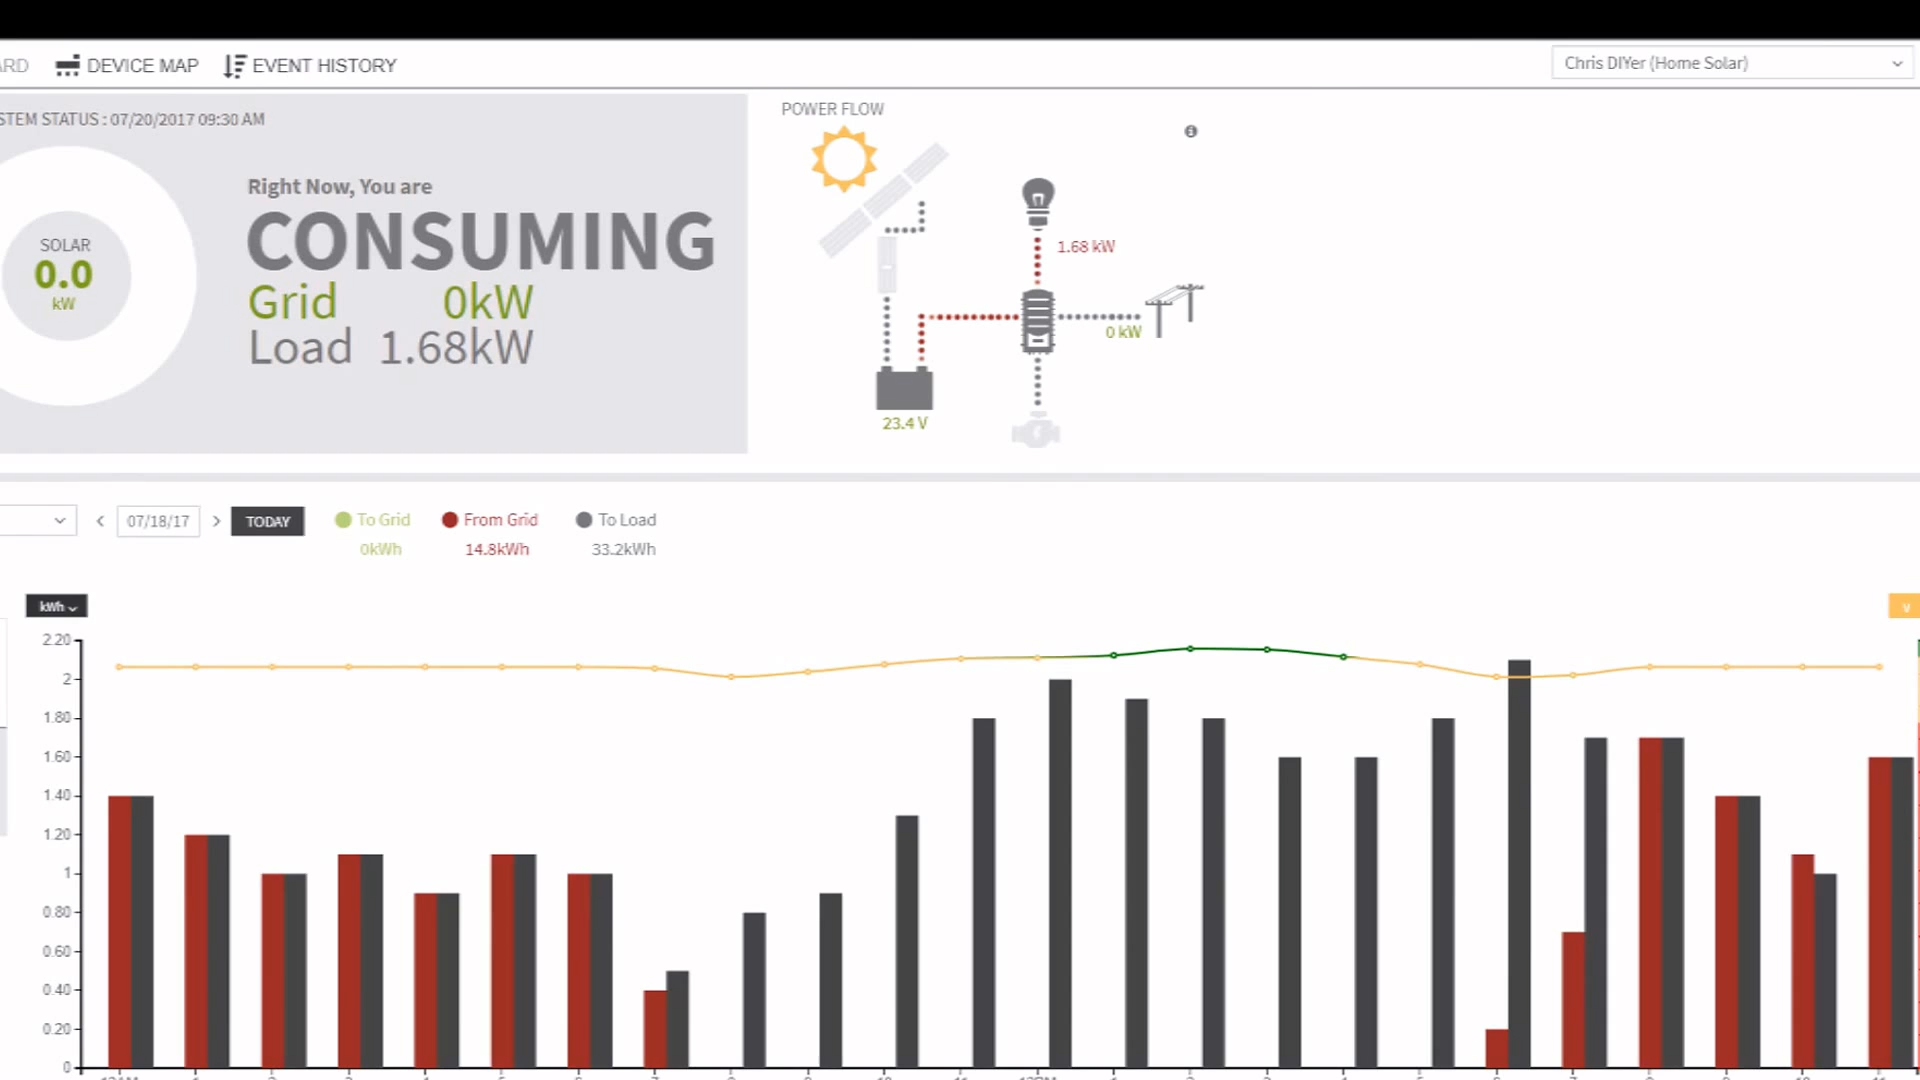 ARD DEVICE MAP EVENT HISTORY Chris DIYer (Home Solar)
STEM STATUS : 07/20/2017 09:30 AM
POWER FLOW
SOLAR
0.0
kW
Right Now, You are
CONSUMING
Grid 0kW
Load 1.68kW
1.68 kW
0 kW
23.4 V
07/18/17 TODAY
To Grid From Grid To Load
0kWh 14.8kWh 33.2kWh
kWh V
2.20
2
1.80
1.60
1.40
1.20
1
0.80
0.60
0.40
0.20
0